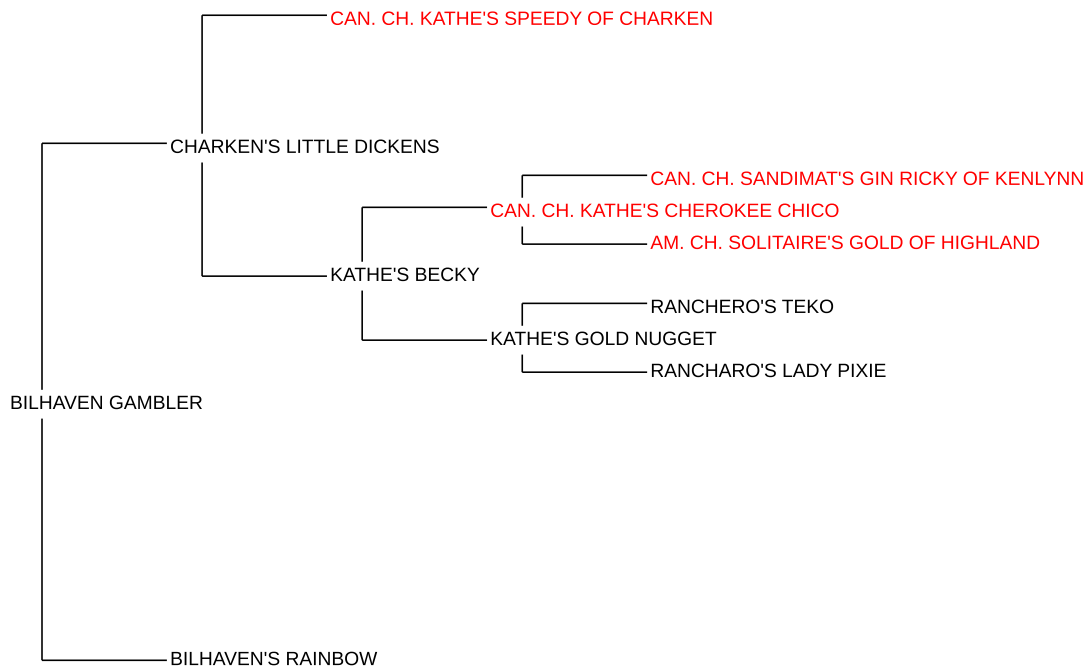 CAN. CH. KATHE'S SPEEDY OF CHARKEN
CHARKEN'S LITTLE DICKENS
CAN. CH. SANDIMAT'S GIN RICKY OF KENLYNN
CAN. CH. KATHE'S CHEROKEE CHICO
AM. CH. SOLITAIRE'S GOLD OF HIGHLAND
KATHE'S BECKY
RANCHERO'S TEKO
KATHE'S GOLD NUGGET
RANCHARO'S LADY PIXIE
BILHAVEN GAMBLER
BILHAVEN'S RAINBOW